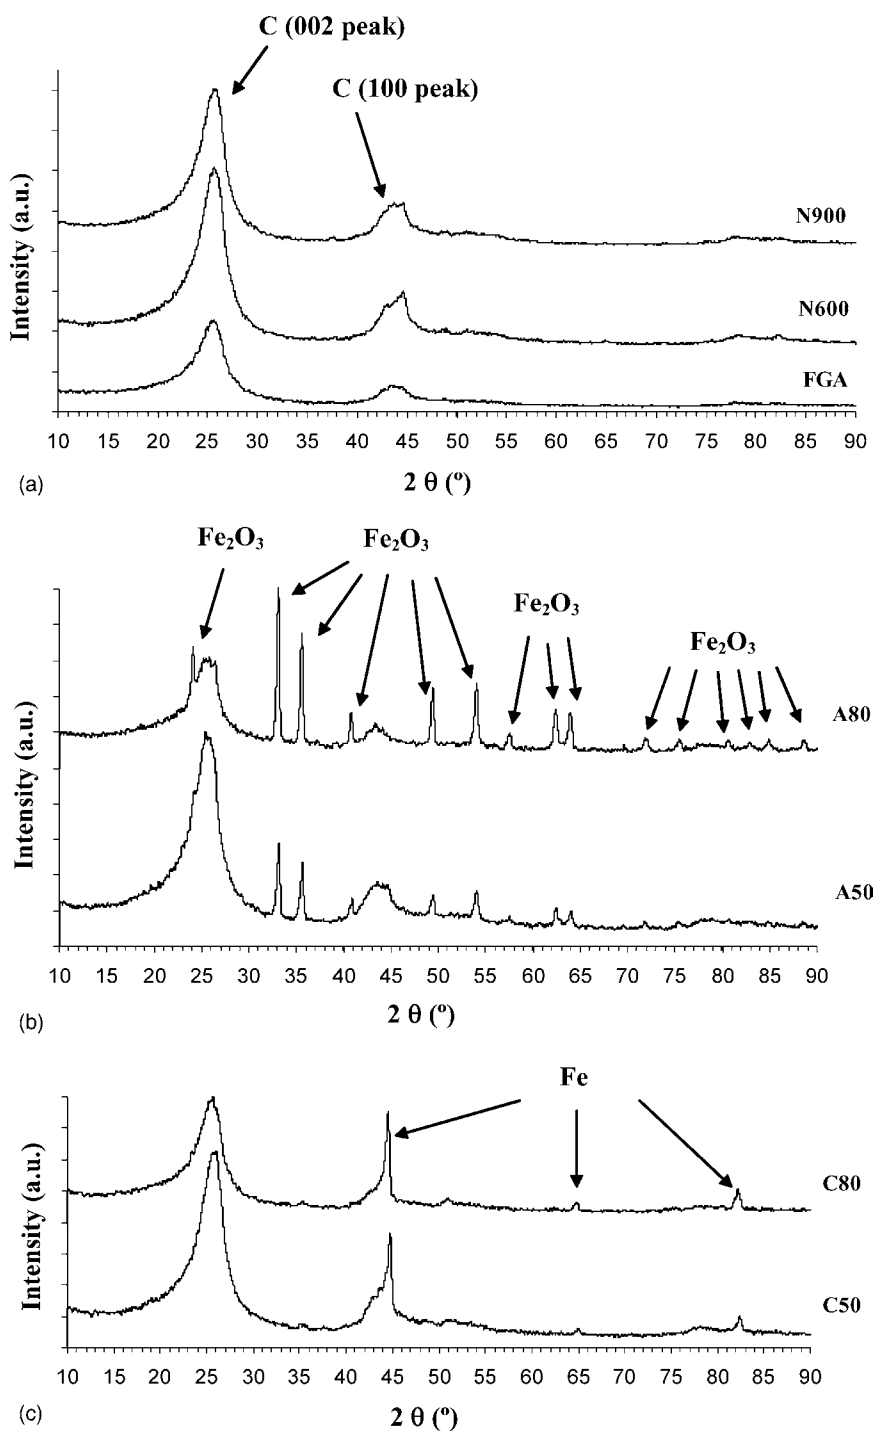 C (002 peak)
C (100 peak)
Intensity (a.u.)
N900
N600
FGA
10 15 20 25 30 35 40 45 50 55 60 65 70 75 80 85 90
2 θ (º)
(a)
Fe₂O₃ Fe₂O₃
Fe₂O₃
Fe₂O₃
Intensity (a.u.)
A80
A50
10 15 20 25 30 35 40 45 50 55 60 65 70 75 80 85 90
2 θ (º)
(b)
Fe
Intensity (a.u.)
C80
C50
10 15 20 25 30 35 40 45 50 55 60 65 70 75 80 85 90
2 θ (º)
(c)